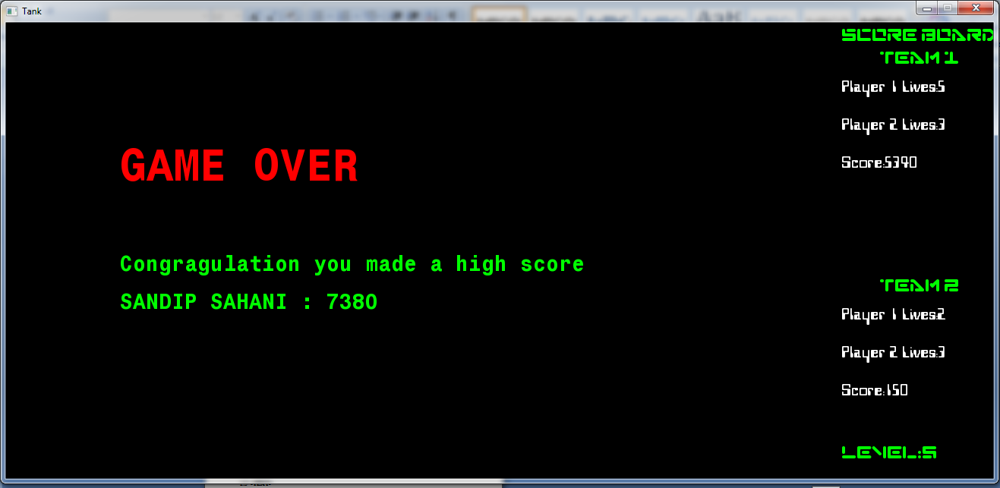 Tank
GAME OVER
Congragulation you made a high score
SANDIP SAHANI : 7380
SCORE BOARD
TEAM 1
Player 1 Lives:5
Player 2 Lives:3
Score:5390
TEAM 2
Player 1 Lives:2
Player 2 Lives:3
Score:150
LEVEL:5